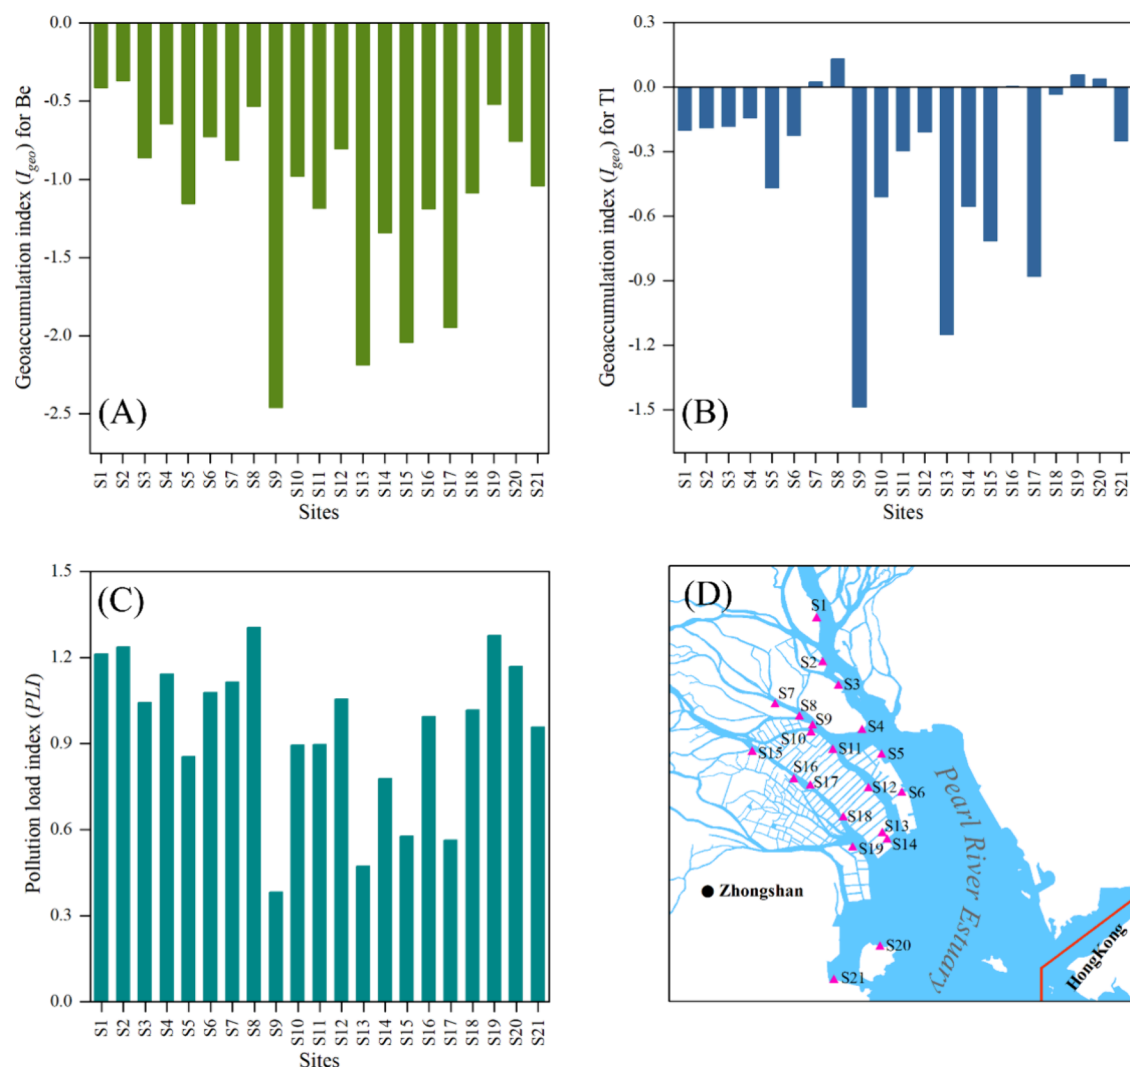 0.0
-0.5
-1.0
-1.5
-2.0
-2.5
Geoaccumulation index (Igeo) for Be
(A)
S1 S2 S3 S4 S5 S6 S7 S8 S9 S10 S11 S12 S13 S14 S15 S16 S17 S18 S19 S20 S21
Sites
0.3
0.0
-0.3
-0.6
-0.9
-1.2
-1.5
Geoaccumulation index (Igeo) for Tl
(B)
S1 S2 S3 S4 S5 S6 S7 S8 S9 S10 S11 S12 S13 S14 S15 S16 S17 S18 S19 S20 S21
Sites
1.5
1.2
0.9
0.6
0.3
0.0
Pollution load index (PLI)
(C)
S1 S2 S3 S4 S5 S6 S7 S8 S9 S10 S11 S12 S13 S14 S15 S16 S17 S18 S19 S20 S21
Sites
(D)
S1
S2
S3
S7
S8
S9
S4
S10
S11
S5
S15
S16
S17
S12
S6
S18
S13
S19
S14
Pearl River Estuary
Zhongshan
S20
S21
HongKong